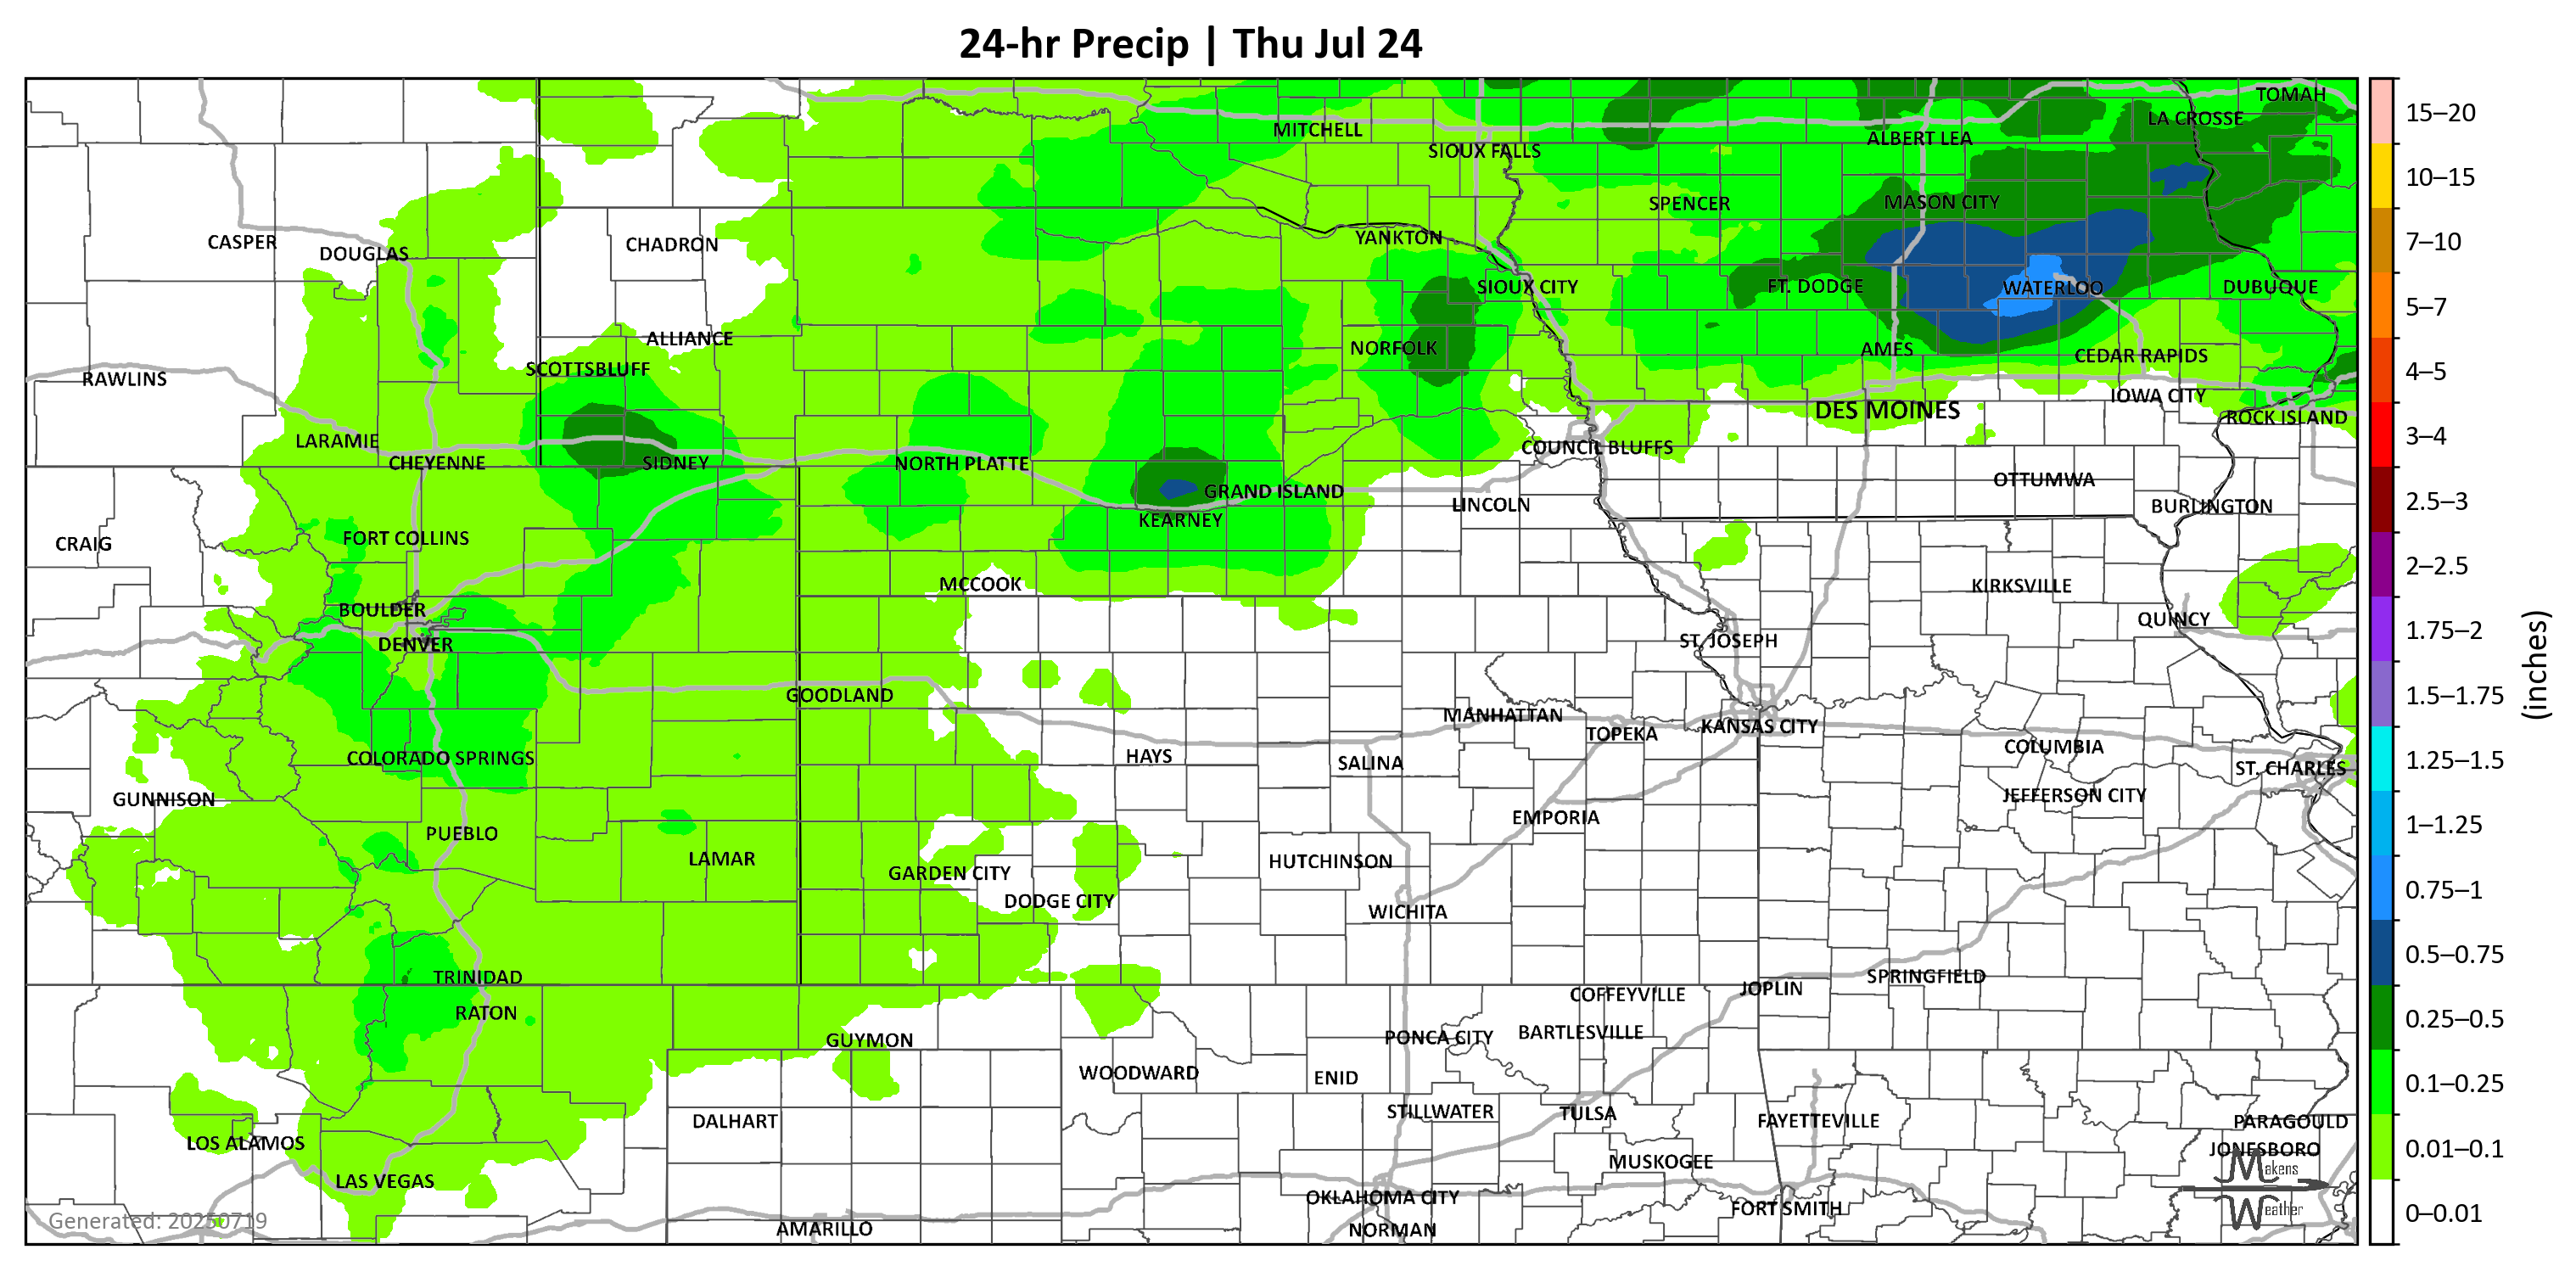 24-hr Precip | Thu Jul 24
TOMAH
LA CROSSE
MITCHELL
ALBERT LEA
SIOUX FALLS
SPENCER
MASON CITY
CASPER
DOUGLAS
CHADRON
YANKTON
SIOUX CITY
FT. DODGE
WATERLOO
DUBUQUE
ALLIANCE
NORFOLK
AMES
CEDAR RAPIDS
RAWLINS
SCOTTSBLUFF
IOWA CITY
DES MOINES
ROCK ISLAND
LARAMIE
COUNCIL BLUFFS
CHEYENNE
SIDNEY
NORTH PLATTE
OTTUMWA
GRAND ISLAND
LINCOLN
BURLINGTON
KEARNEY
CRAIG
FORT COLLINS
MCCOOK
KIRKSVILLE
BOULDER
QUINCY
DENVER
ST. JOSEPH
GOODLAND
MANHATTAN
TOPEKA
KANSAS CITY
COLUMBIA
COLORADO SPRINGS
HAYS
SALINA
ST. CHARLES
GUNNISON
JEFFERSON CITY
PUEBLO
EMPORIA
LAMAR
HUTCHINSON
GARDEN CITY
DODGE CITY
WICHITA
TRINIDAD
SPRINGFIELD
JOPLIN
COFFEYVILLE
RATON
GUYMON
PONCA CITY
BARTLESVILLE
WOODWARD
ENID
STILLWATER
TULSA
DALHART
FAYETTEVILLE
PARAGOULD
LOS ALAMOS
JONESBORO
MUSKOGEE
LAS VEGAS
OKLAHOMA CITY
FORT SMITH
AMARILLO
NORMAN
Generated: 20250719
Makens
Weather
15–20
10–15
7–10
5–7
4–5
3–4
2.5–3
2–2.5
1.75–2
1.5–1.75
1.25–1.5
1–1.25
0.75–1
0.5–0.75
0.25–0.5
0.1–0.25
0.01–0.1
0–0.01
(inches)